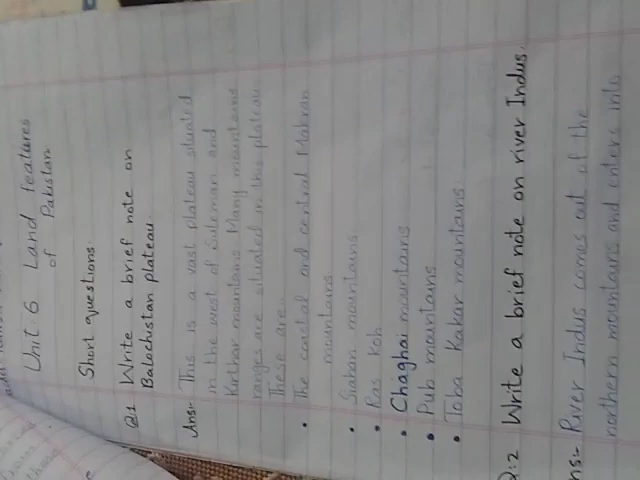 Unit 6 Land features
of Pakistan
Short questions.
Q1 Write a brief note on
Balochistan plateau.
Ans:- This is a vast plateau situated
in the west of Suleman and
Kirthar mountains. Many mountains
ranges are situated in this plateau.
These are.
• The coastal and central Makran
mountains
• Siahan mountains.
• Ras koh
• Chaghai mountains
• Pub mountains
• Toba Kakar mountains.
Q:2 Write a brief note on river Indus.
ns:- River Indus comes out of the
northern mountains and enters into